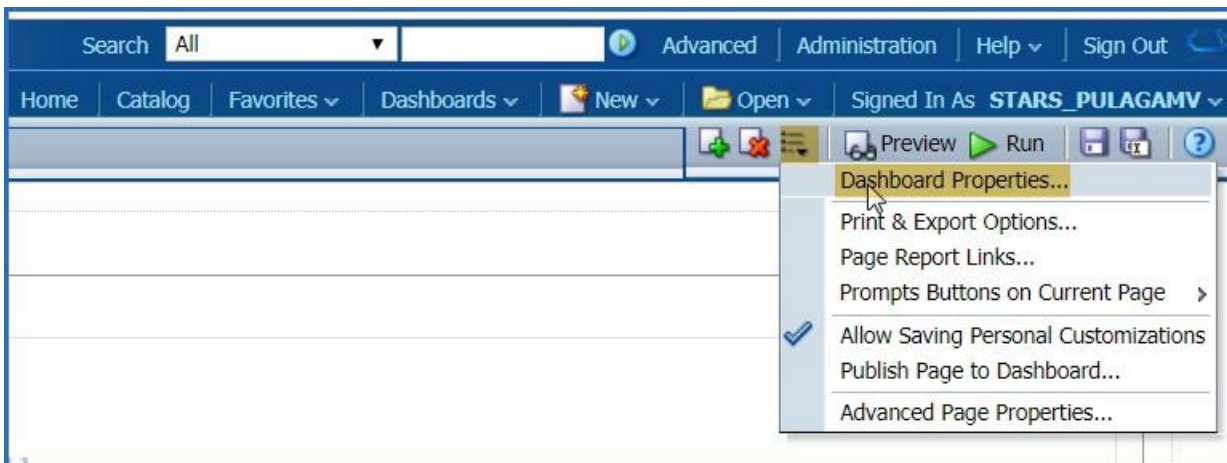 Search All Advanced Administration Help Sign Out
Home Catalog Favorites Dashboards New Open Signed In As STARS_PULAGAMV
Preview Run
Dashboard Properties...
Print & Export Options...
Page Report Links...
Prompts Buttons on Current Page
Allow Saving Personal Customizations
Publish Page to Dashboard...
Advanced Page Properties...